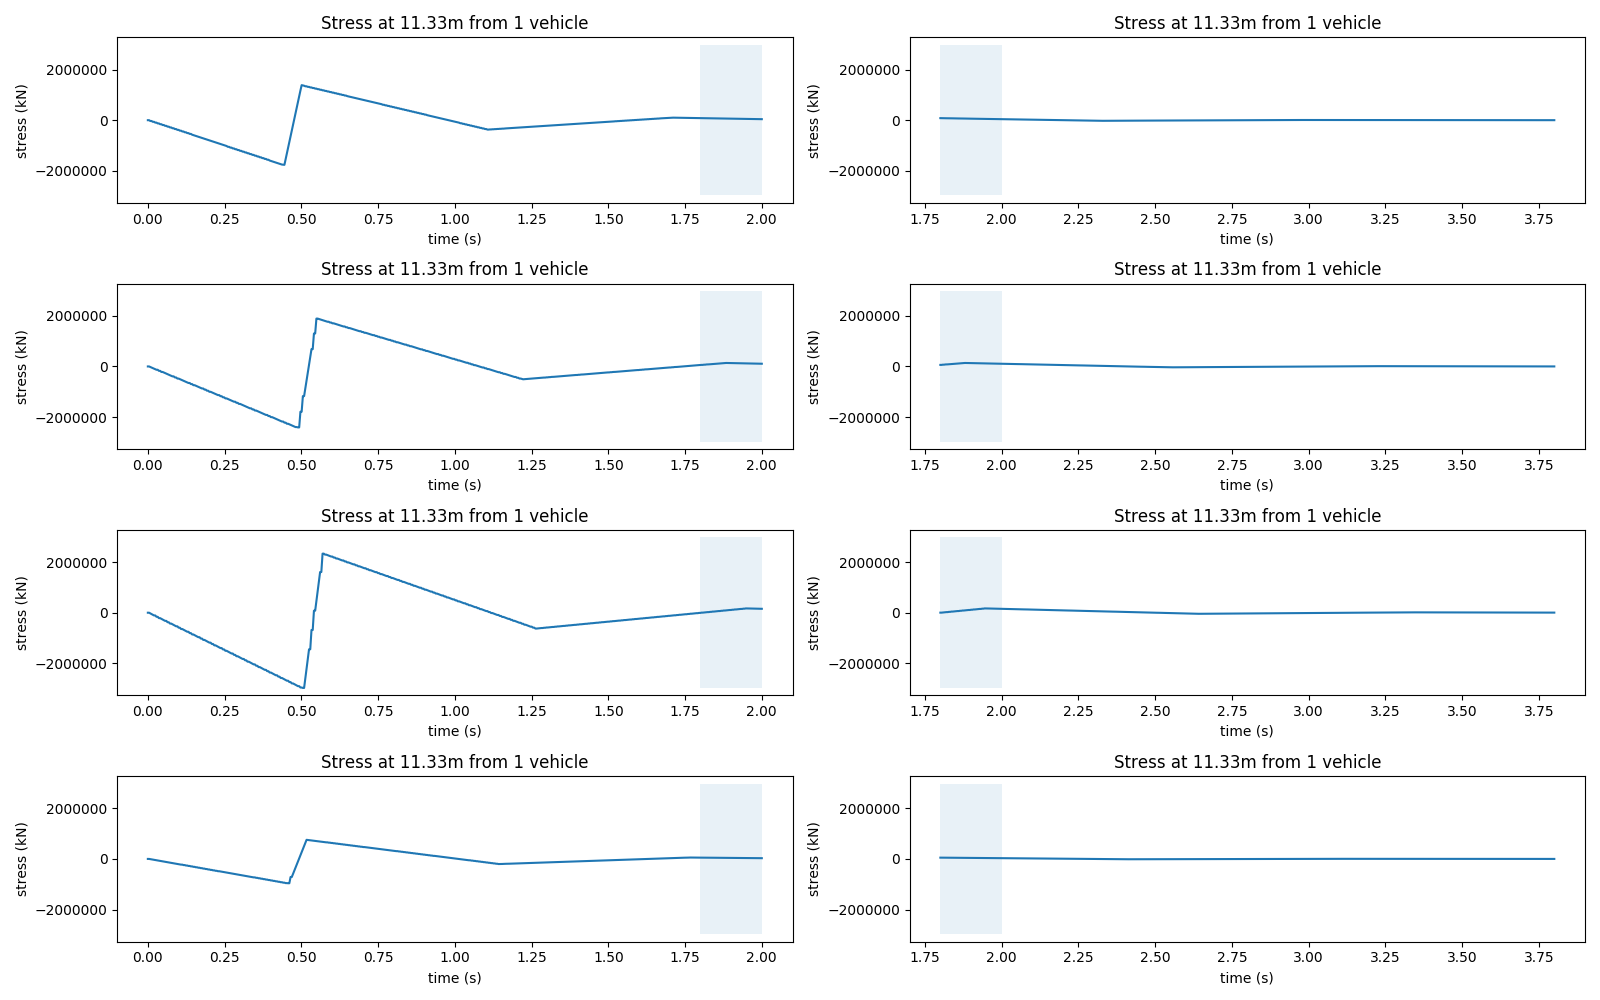 Stress at 11.33m from 1 vehicle
stress (kN)
2000000
0
−2000000
0.00 0.25 0.50 0.75 1.00 1.25 1.50 1.75 2.00
time (s)
Stress at 11.33m from 1 vehicle
stress (kN)
2000000
0
−2000000
1.75 2.00 2.25 2.50 2.75 3.00 3.25 3.50 3.75
time (s)
Stress at 11.33m from 1 vehicle
stress (kN)
2000000
0
−2000000
0.00 0.25 0.50 0.75 1.00 1.25 1.50 1.75 2.00
time (s)
Stress at 11.33m from 1 vehicle
stress (kN)
2000000
0
−2000000
1.75 2.00 2.25 2.50 2.75 3.00 3.25 3.50 3.75
time (s)
Stress at 11.33m from 1 vehicle
stress (kN)
2000000
0
−2000000
0.00 0.25 0.50 0.75 1.00 1.25 1.50 1.75 2.00
time (s)
Stress at 11.33m from 1 vehicle
stress (kN)
2000000
0
−2000000
1.75 2.00 2.25 2.50 2.75 3.00 3.25 3.50 3.75
time (s)
Stress at 11.33m from 1 vehicle
stress (kN)
2000000
0
−2000000
0.00 0.25 0.50 0.75 1.00 1.25 1.50 1.75 2.00
time (s)
Stress at 11.33m from 1 vehicle
stress (kN)
2000000
0
−2000000
1.75 2.00 2.25 2.50 2.75 3.00 3.25 3.50 3.75
time (s)